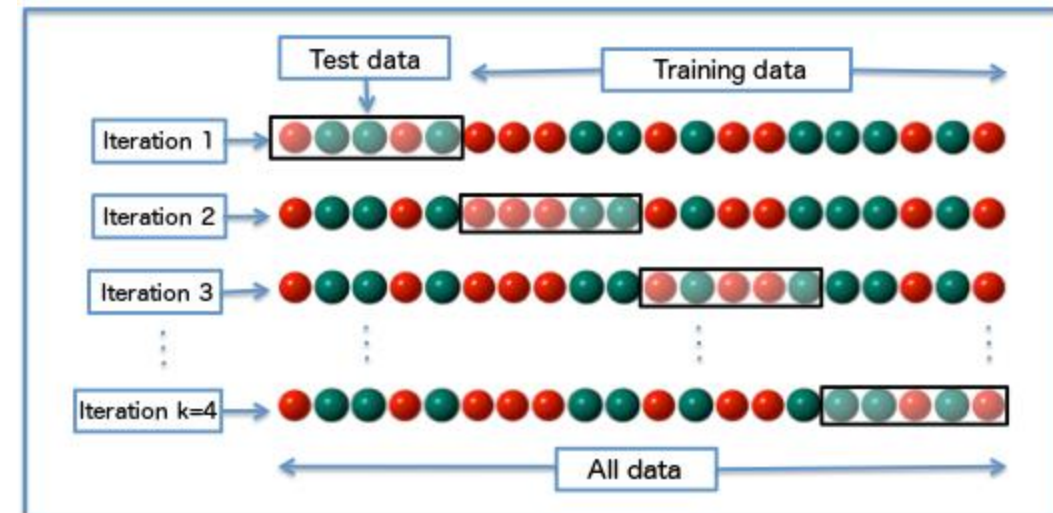 Test data
Training data
Iteration 1
Iteration 2
Iteration 3
Iteration k=4
All data